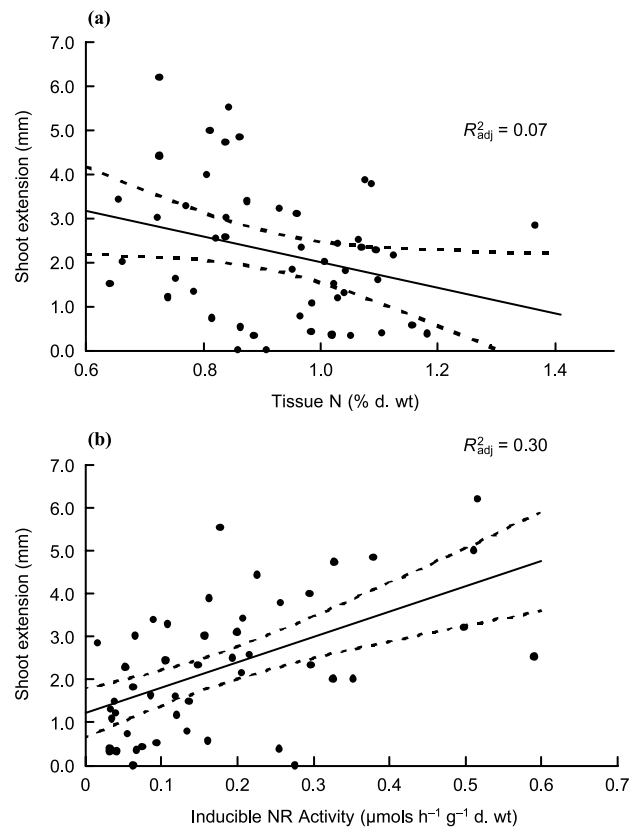 (a)
7.0
6.0
5.0
4.0
3.0
2.0
1.0
0.0
Shoot extension (mm)
R²adj = 0.07
0.6 0.8 1.0 1.2 1.4
Tissue N (% d. wt)
(b)
7.0
6.0
5.0
4.0
3.0
2.0
1.0
0.0
Shoot extension (mm)
R²adj = 0.30
0 0.1 0.2 0.3 0.4 0.5 0.6 0.7
Inducible NR Activity (μmols h⁻¹ g⁻¹ d. wt)